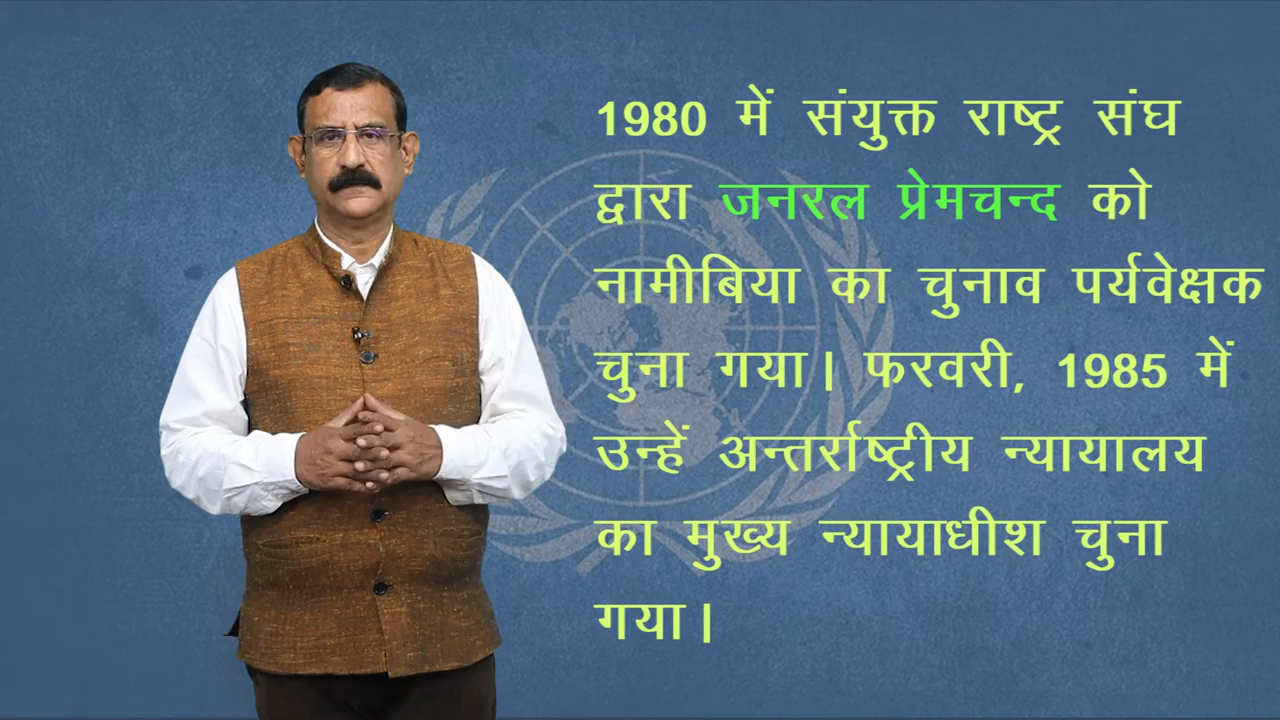 1980 में संयुक्त राष्ट्र संघ
द्वारा जनरल प्रेमचन्द को
नामीबिया का चुनाव पर्यवेक्षक
चुना गया। फरवरी, 1985 में
उन्हें अन्तर्राष्ट्रीय न्यायालय
का मुख्य न्यायाधीश चुना
गया।